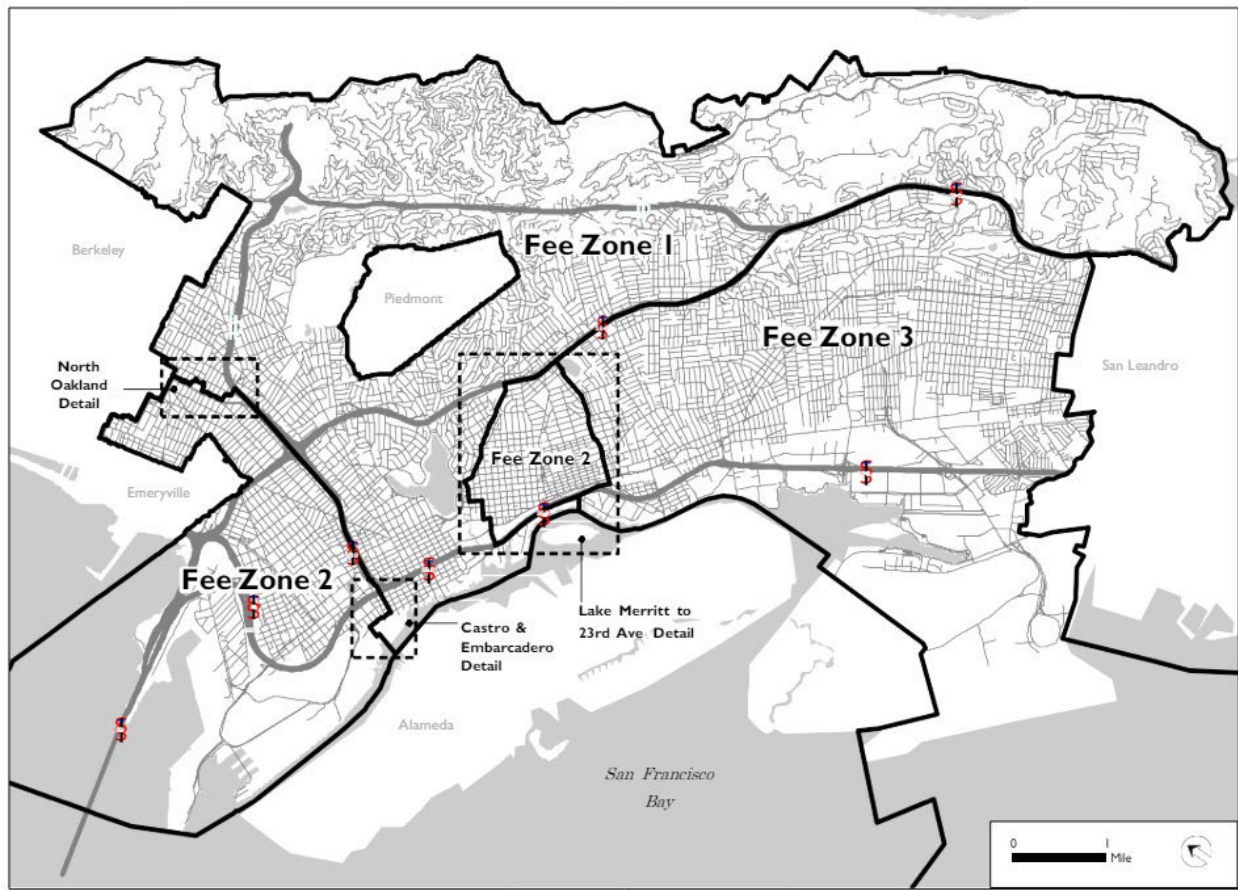 Fee Zone 1
Berkeley
Piedmont
Fee Zone 3
North
Oakland
Detail
San Leandro
Fee Zone 2
Emeryville
Fee Zone 2
Lake Merritt to
23rd Ave Detail
Castro &
Embarcadero
Detail
Alameda
San Francisco
Bay
0 1
Mile